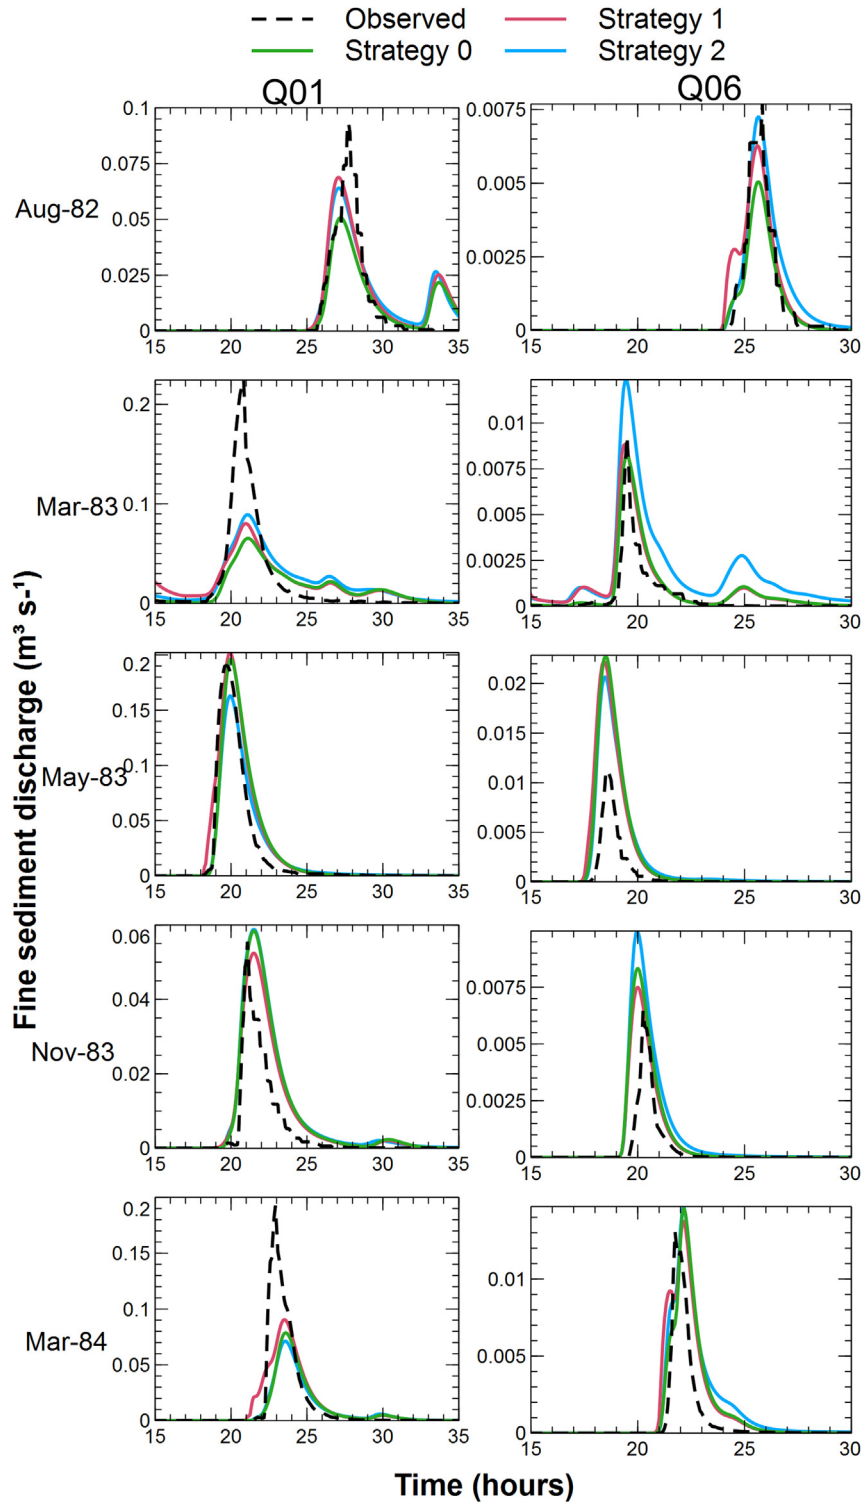 Observed Strategy 1
Strategy 0 Strategy 2
Q01 Q06
Aug-82
0.1
0.075
0.05
0.025
0
15 20 25 30 35
0.0075
0.005
0.0025
0
15 20 25 30
Mar-83
0.2
0.1
0
15 20 25 30 35
0.01
0.0075
0.005
0.0025
0
15 20 25 30
May-83
0.2
0.15
0.1
0.05
0
15 20 25 30 35
0.02
0.015
0.01
0.005
0
15 20 25 30
Nov-83
0.06
0.04
0.02
0
15 20 25 30 35
0.0075
0.005
0.0025
0
15 20 25 30
Mar-84
0.2
0.15
0.1
0.05
0
15 20 25 30 35
0.01
0.005
0
15 20 25 30
Fine sediment discharge (m³ s-¹)
Time (hours)